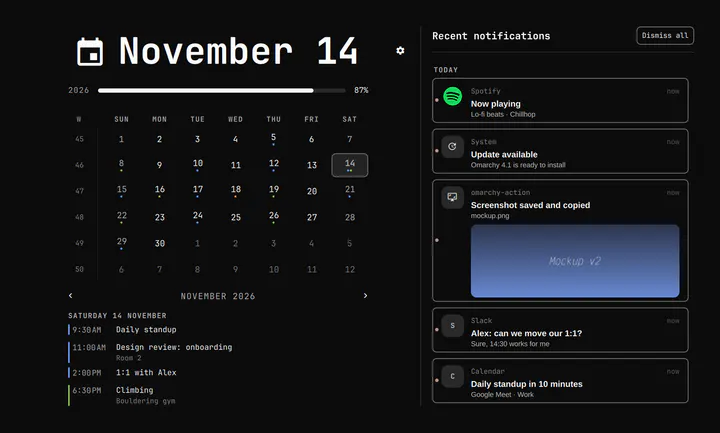 November 14
2026 87%
W SUN MON TUE WED THU FRI SAT
45 1 2 3 4 5 6 7
46 8 9 10 11 12 13 14
47 15 16 17 18 19 20 21
48 22 23 24 25 26 27 28
49 29 30 1 2 3 4 5
50 6 7 8 9 10 11 12
NOVEMBER 2026
SATURDAY 14 NOVEMBER
9:30AM Daily standup
11:00AM Design review: onboarding
Room 2
2:00PM 1:1 with Alex
6:30PM Climbing
Bouldering gym
Recent notifications Dismiss all
TODAY
Spotify now
Now playing
Lo-fi beats · Chillhop
System now
Update available
Omarchy 4.1 is ready to install
omarchy-action now
Screenshot saved and copied
mockup.png
Mockup v2
S Slack now
Alex: can we move our 1:1?
Sure, 14:30 works for me
C Calendar now
Daily standup in 10 minutes
Google Meet · Work